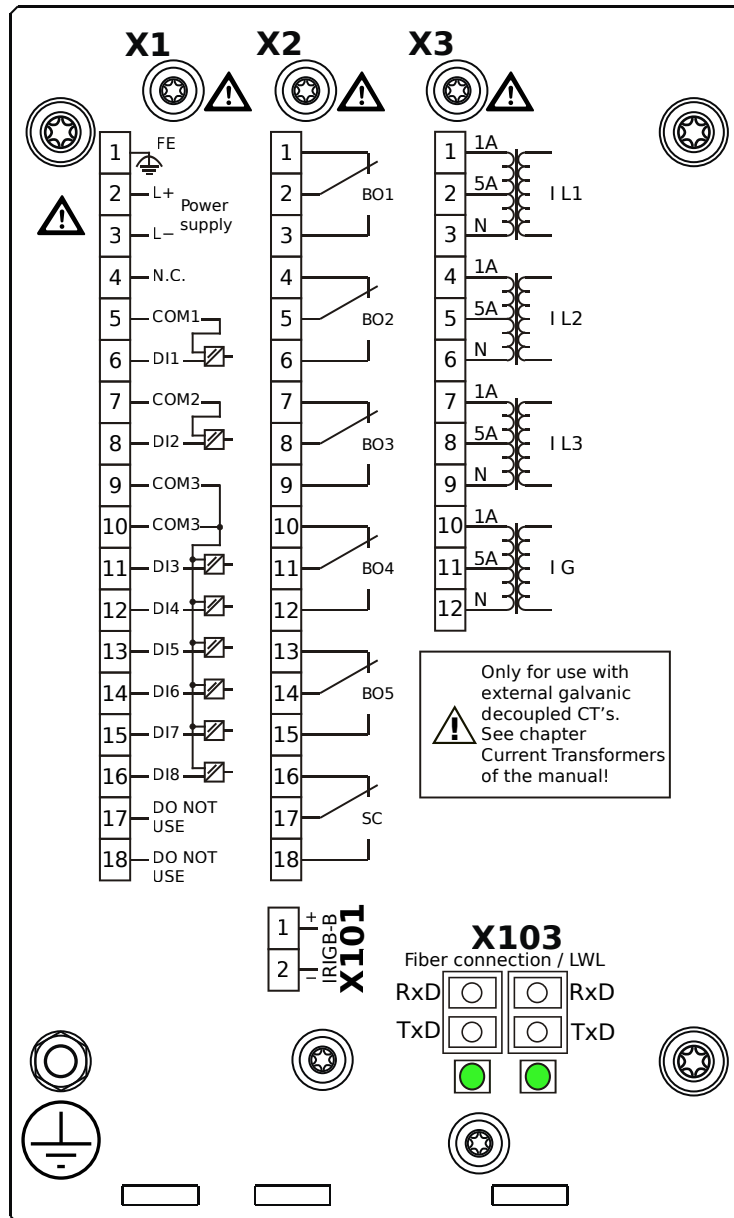 X1
X2
X3
1 FE
2 L+
Power
supply
3 L−
4 N.C.
5 COM1
6 DI1
7 COM2
8 DI2
9 COM3
10 COM3
11 DI3
12 DI4
13 DI5
14 DI6
15 DI7
16 DI8
17 DO NOT
USE
18 DO NOT
USE
1
2 BO1
3
4
5 BO2
6
7
8 BO3
9
10
11 BO4
12
13
14 BO5
15
16
17 SC
18
1 1A
2 5A I L1
3 N
4 1A
5 5A I L2
6 N
7 1A
8 5A I L3
9 N
10 1A
11 5A I G
12 N
!
!
!
!
!
Only for use with
external galvanic
decoupled CT's.
See chapter
Current Transformers
of the manual!
1 +
2 −
IRIGB-B
X101
X103
Fiber connection / LWL
RxD RxD
TxD TxD